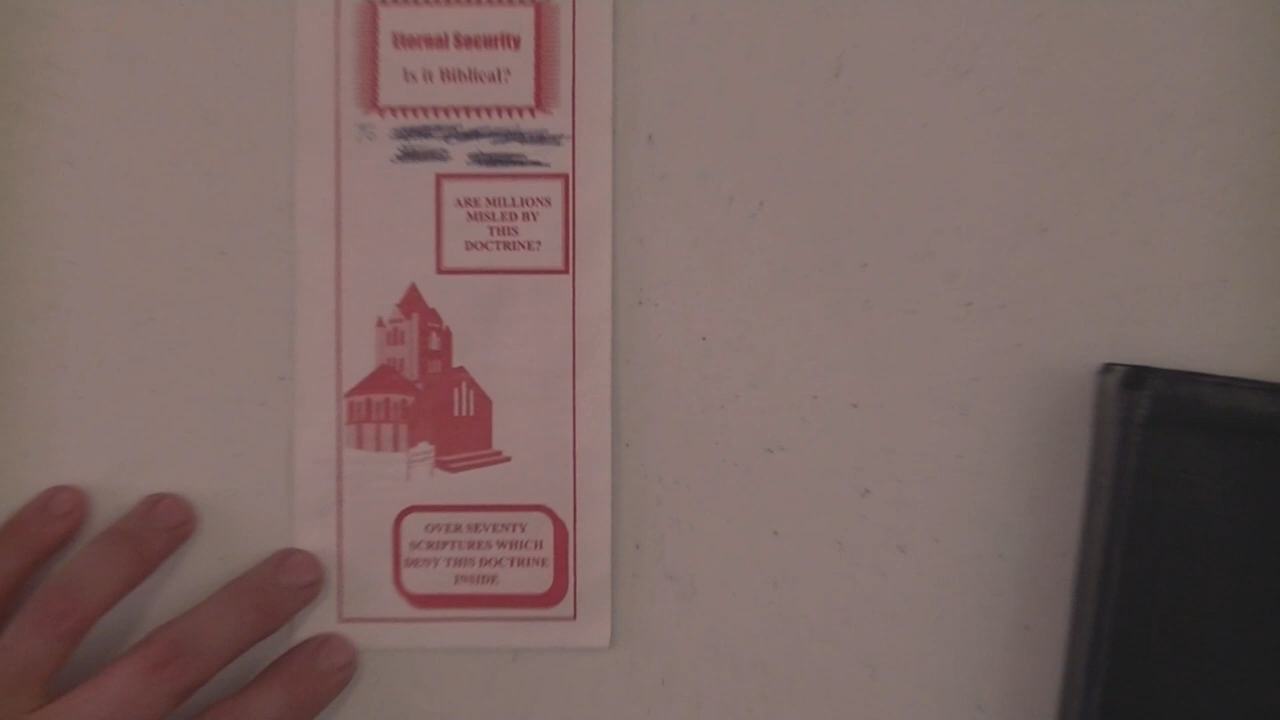 Eternal Security
Is it Biblical?
ARE MILLIONS
MISLED BY
THIS
DOCTRINE?
OVER SEVENTY
SCRIPTURES WHICH
DENY THIS DOCTRINE
INSIDE